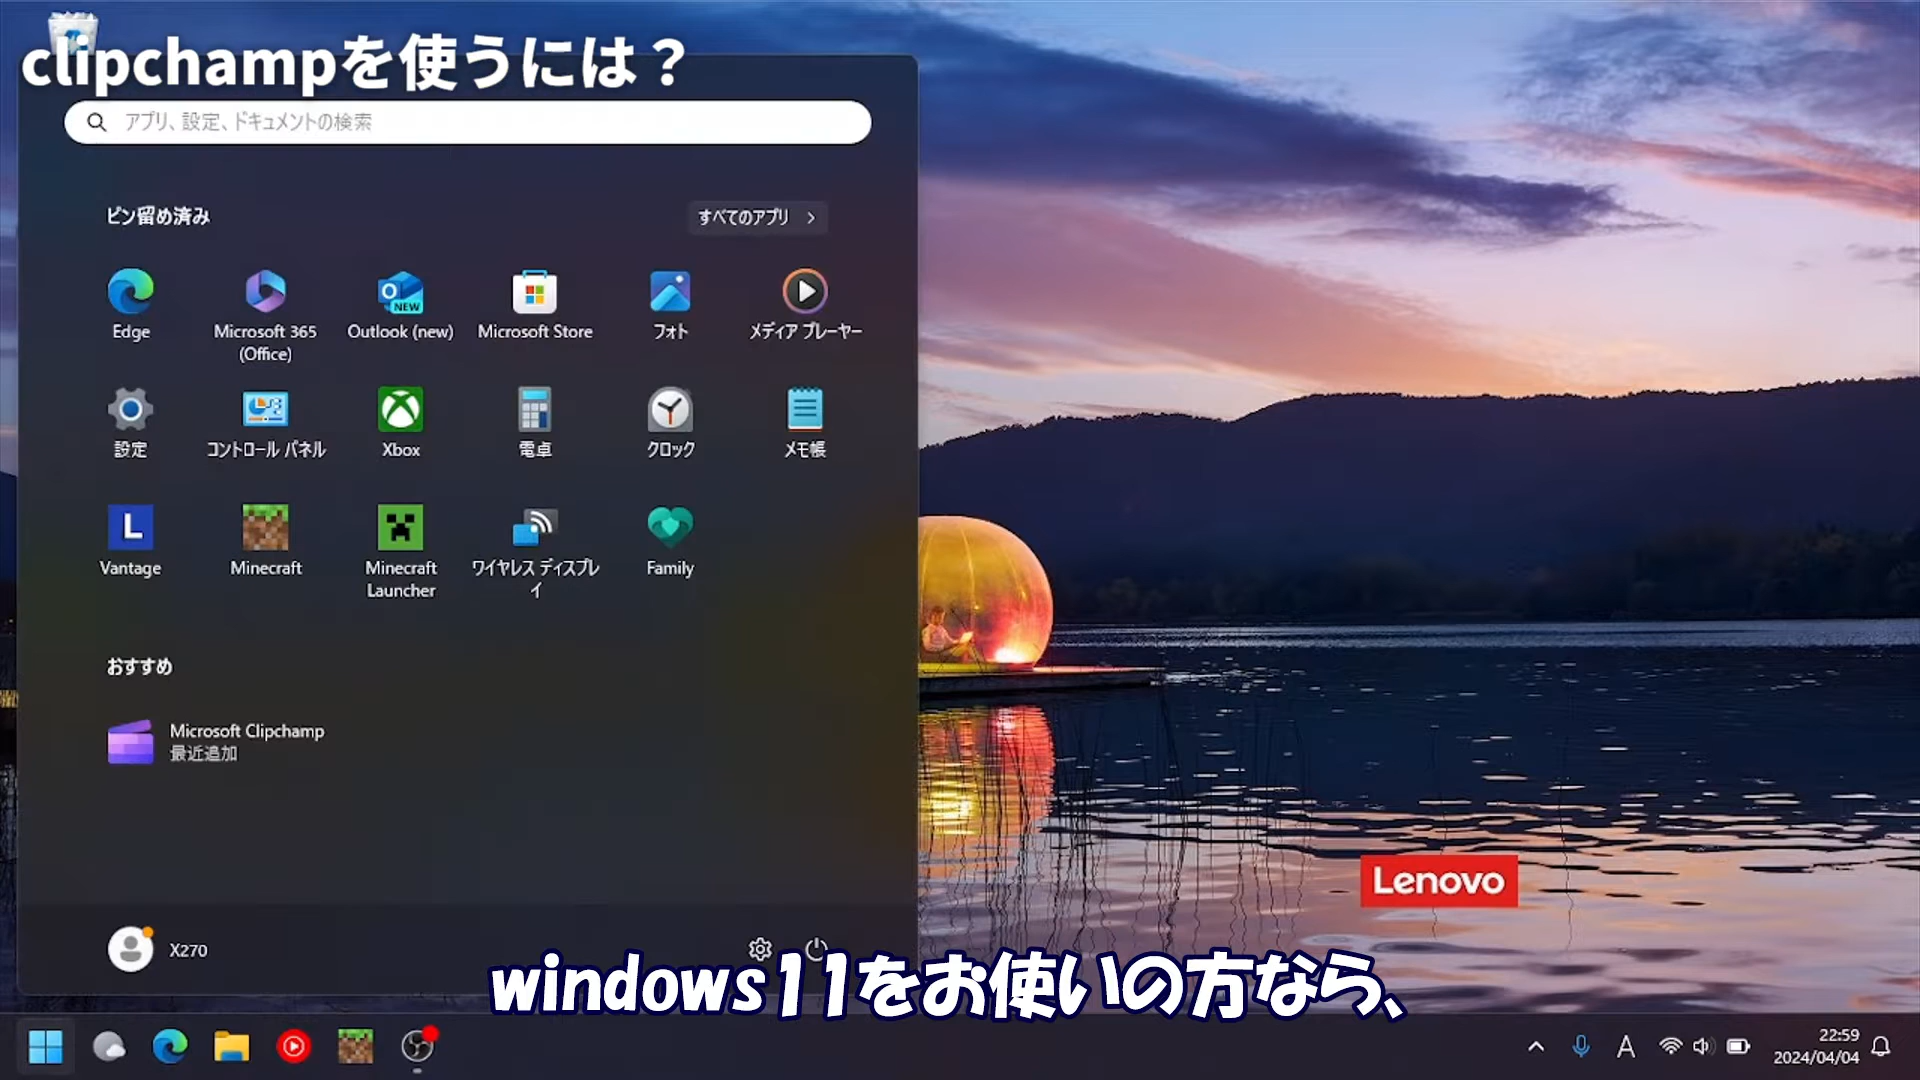 clipchampを使うには？
アプリ、設定、ドキュメントの検索
ピン留め済み
すべてのアプリ
Edge
Microsoft 365
(Office)
Outlook (new)
Microsoft Store
フォト
メディア プレーヤー
設定
コントロール パネル
Xbox
電卓
クロック
メモ帳
Vantage
Minecraft
Minecraft
Launcher
ワイヤレス ディスプレ
イ
Family
おすすめ
Microsoft Clipchamp
最近追加
Lenovo
X270
windows11をお使いの方なら、
A
22:59
2024/04/04